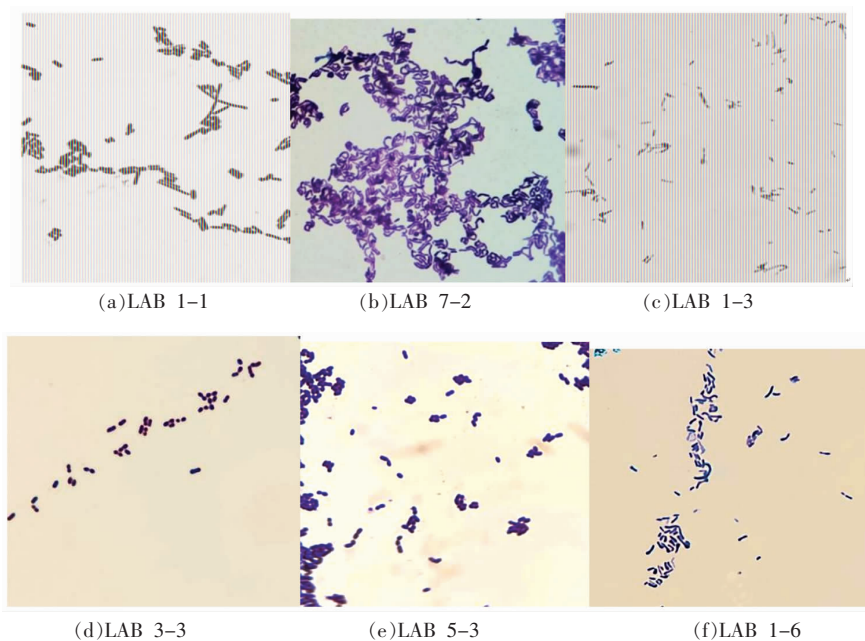 (a)LAB 1-1
(b)LAB 7-2
(c)LAB 1-3
(d)LAB 3-3
(e)LAB 5-3
(f)LAB 1-6